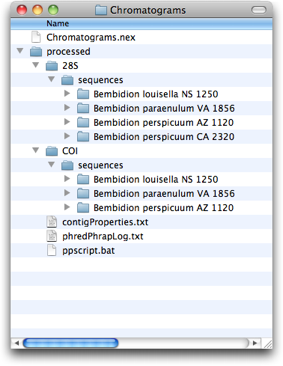 Chromatograms
Name
Chromatograms.nex
processed
28S
sequences
Bembidion louisella NS 1250
Bembidion paraenulum VA 1856
Bembidion perspicuum AZ 1120
Bembidion perspicuum CA 2320
COI
sequences
Bembidion louisella NS 1250
Bembidion paraenulum VA 1856
Bembidion perspicuum AZ 1120
contigProperties.txt
phredPhrapLog.txt
ppscript.bat